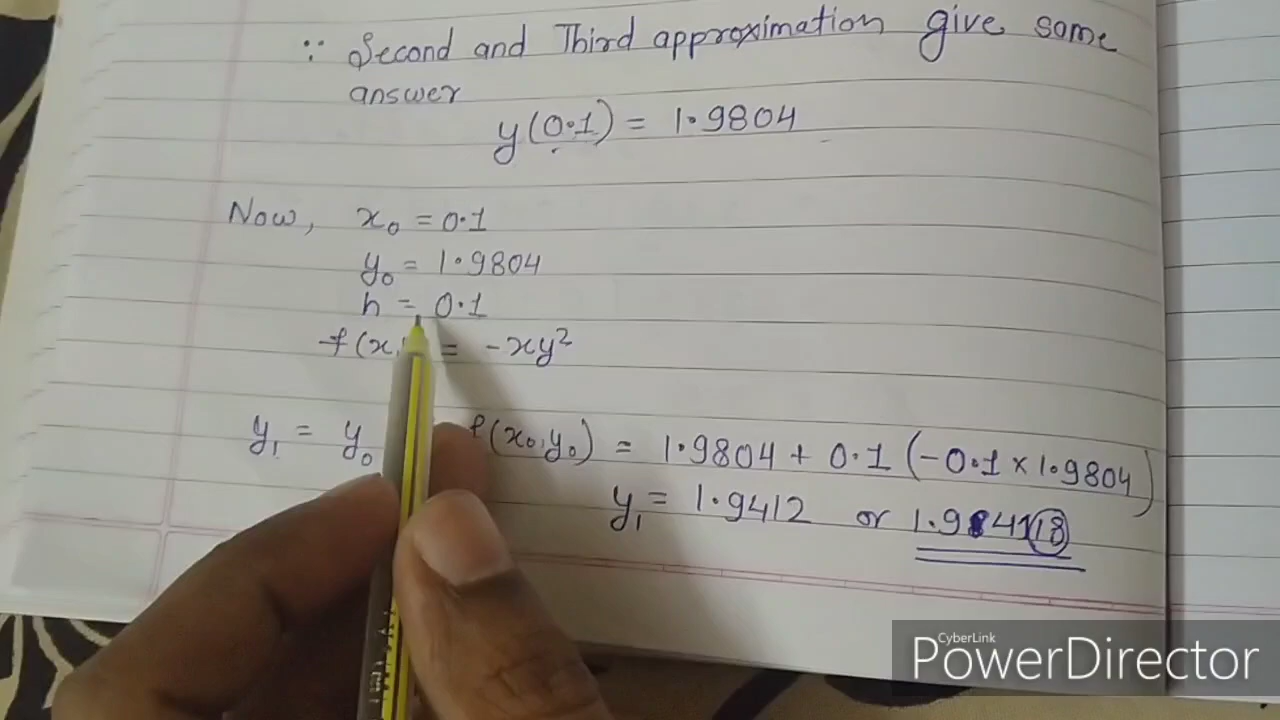 ∵ Second and Third approximation give same
answer
y(0.1) = 1.9804
Now, x₀ = 0.1
y₀ = 1.9804
h = 0.1
f(x, = -xy²
y₁ = y₀ f(x₀,y₀) = 1.9804 + 0.1 (-0.1 × 1.9804)
y₁ = 1.9412 or
CyberLink
PowerDirector